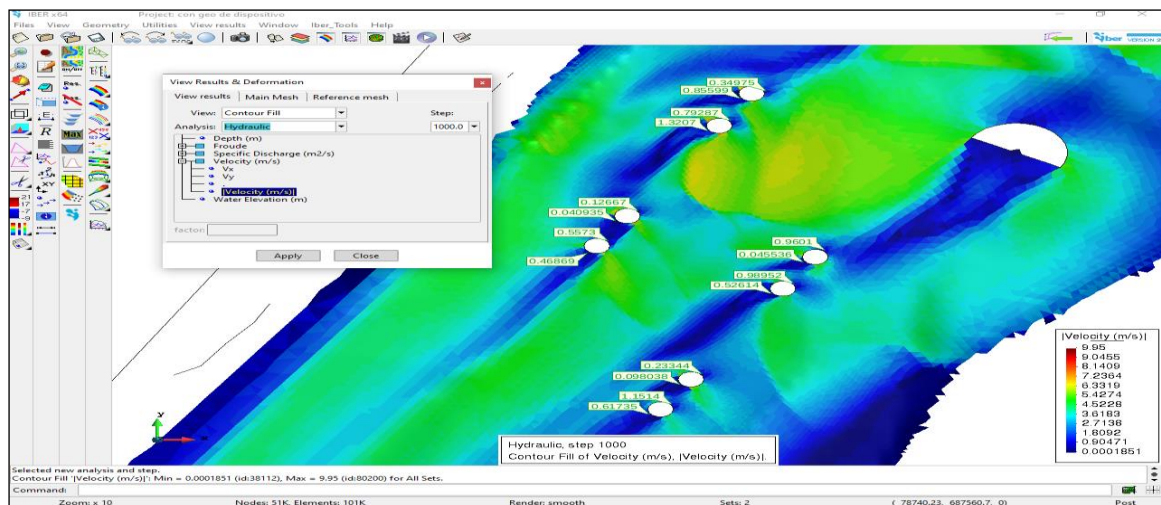 IBER x64 Project: con geo de dispositivo
Files View Geometry Utilities View results Window Iber_Tools Help
iber VERSION 2
View Results & Deformation
View results Main Mesh Reference mesh
View: Contour Fill Step:
Analysis: Hydraulic 1000.0
Depth (m)
Froude
Specific Discharge (m2/s)
Velocity (m/s)
Vx
Vy
|Velocity (m/s)|
Water Elevation (m)
factor:
Apply Close
0.34975
0.85599
0.79287
1.3207
0.12667
0.040935
0.5573
0.46869
0.9601
0.045536
0.98952
0.52614
0.23344
0.098038
1.1514
0.61735
|Velocity (m/s)|
9.95
9.0455
8.1409
7.2364
6.3319
5.4274
4.5228
3.6183
2.7138
1.8092
0.90471
0.0001851
Hydraulic, step 1000
Contour Fill of Velocity (m/s), |Velocity (m/s)|.
Selected new analysis and step.
Contour Fill '|Velocity (m/s)|': Min = 0.0001851 (id:38112), Max = 9.95 (id:80200) for All Sets.
Command:
Zoom: x 10 Nodes: 51K, Elements: 101K Render: smooth Sets: 2 ( 78740.23, 687560.7, 0) Post